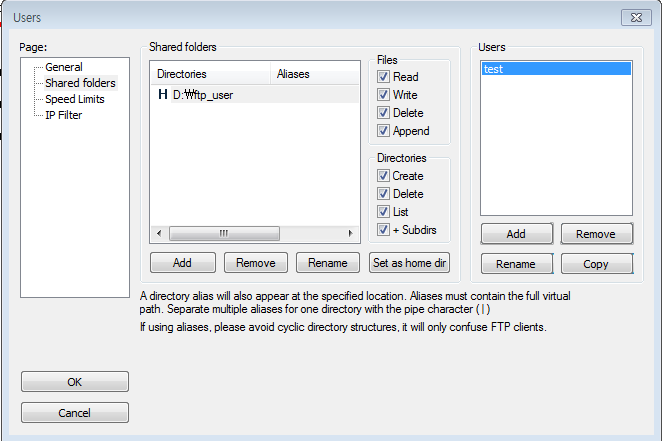 Users
Page:
General
Shared folders
Speed Limits
IP Filter
Shared folders
Directories Aliases
H D:₩ftp_user
Files
Read
Write
Delete
Append
Directories
Create
Delete
List
+ Subdirs
Add Remove Rename Set as home dir
Users
test
Add Remove
Rename Copy
A directory alias will also appear at the specified location. Aliases must contain the full virtual
path. Separate multiple aliases for one directory with the pipe character ( | )
If using aliases, please avoid cyclic directory structures, it will only confuse FTP clients.
OK
Cancel